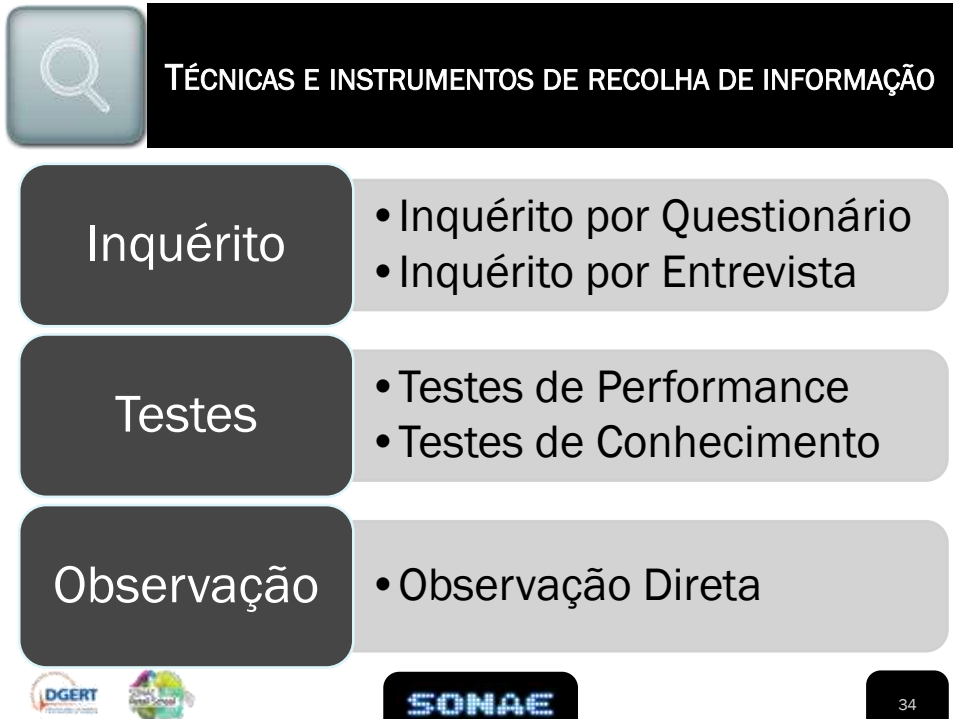 TÉCNICAS E INSTRUMENTOS DE RECOLHA DE INFORMAÇÃO
Inquérito
• Inquérito por Questionário
• Inquérito por Entrevista
Testes
• Testes de Performance
• Testes de Conhecimento
Observação
• Observação Direta
DGERT
SONAE
34